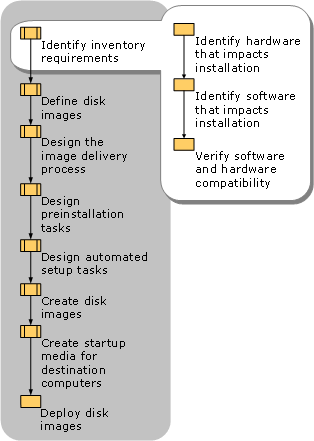 Identify inventory
requirements
Define disk
images
Design the
image delivery
process
Design
preinstallation
tasks
Design automated
setup tasks
Create disk
images
Create startup
media for
destination
computers
Deploy disk
images
Identify hardware
that impacts
installation
Identify software
that impacts
installation
Verify software
and hardware
compatibility